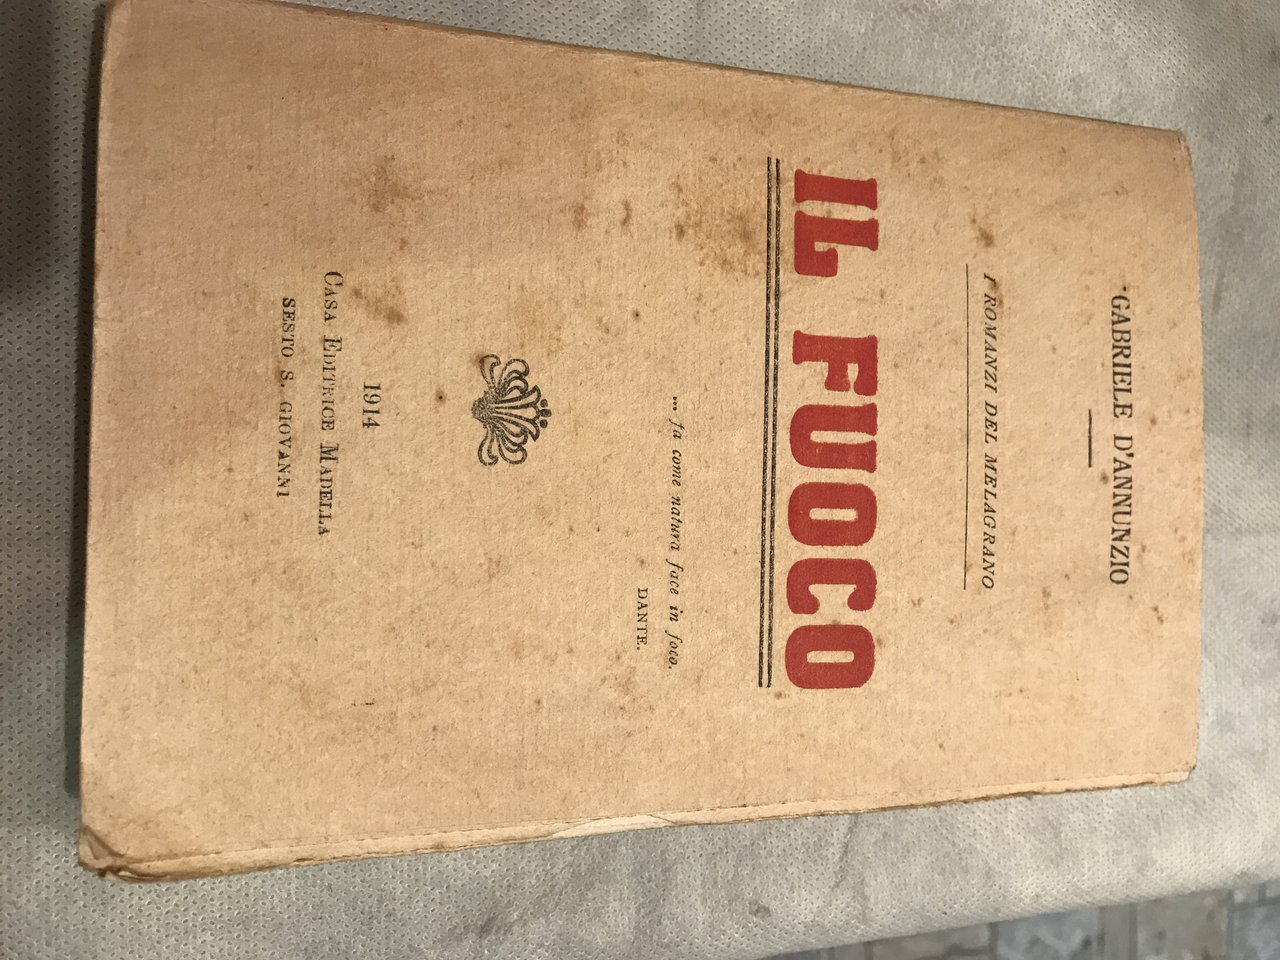 GABRIELE D'ANNUNZIO
I ROMANZI DEL MELAGRANO
IL FUOCO
... fa come natura face in foco.
DANTE.
1914
CASA EDITRICE MADELLA
SESTO S. GIOVANNI